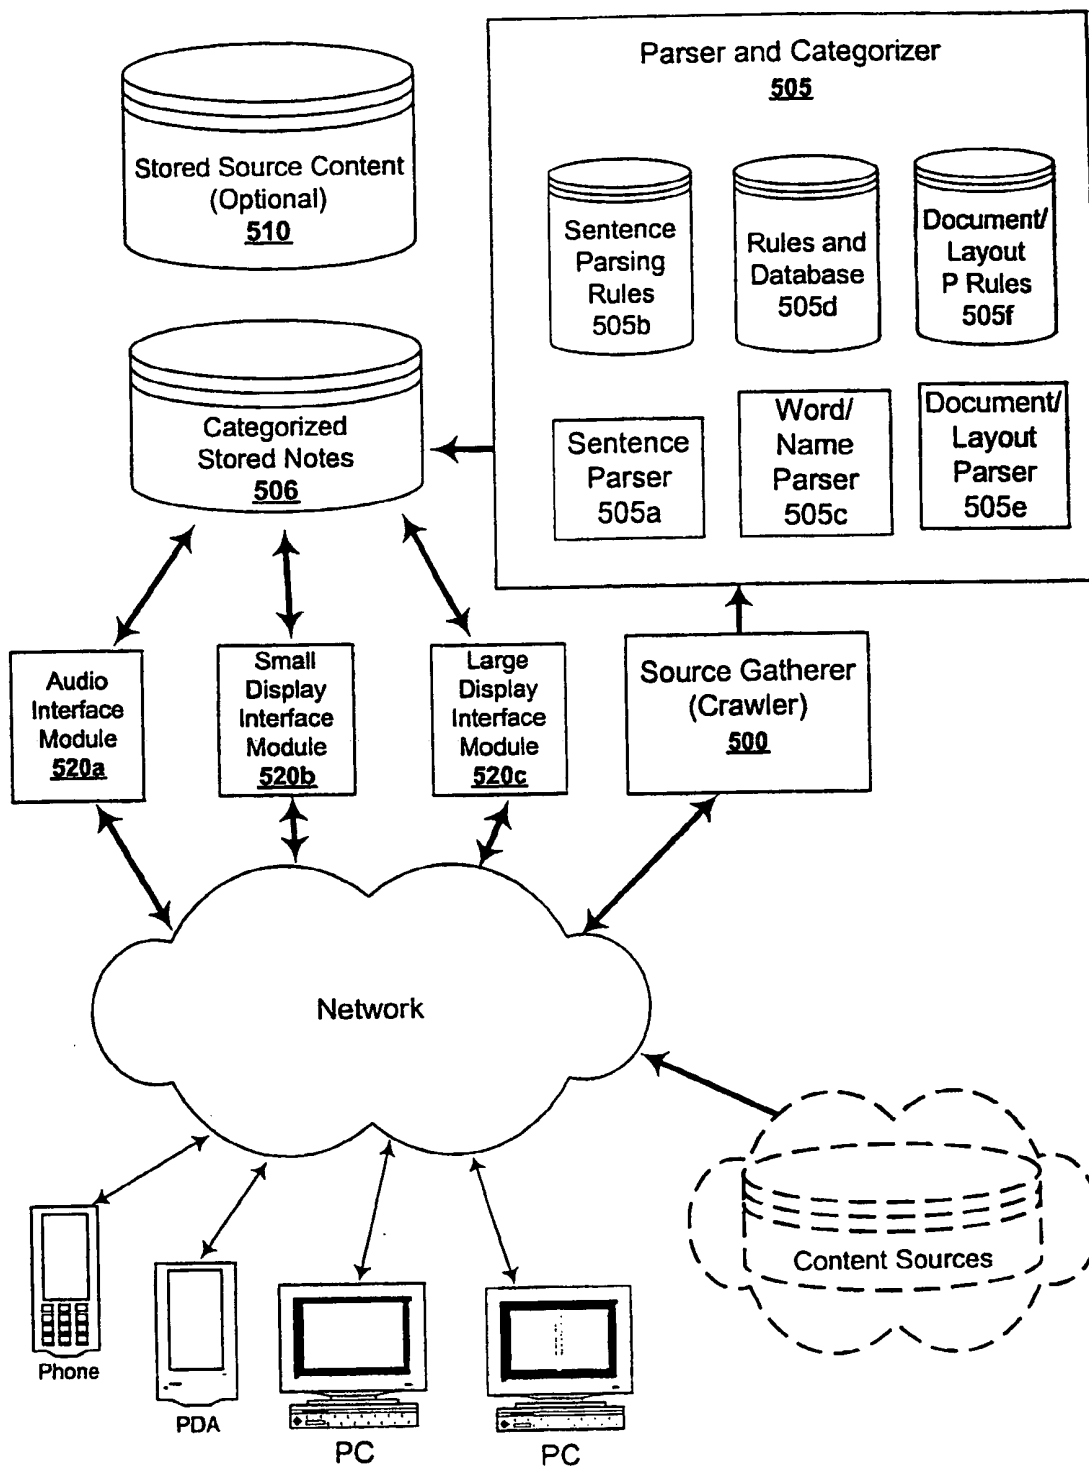 Parser and Categorizer
505
Stored Source Content
(Optional)
510
Sentence
Parsing
Rules
505b
Rules and
Database
505d
Document/
Layout
P Rules
505f
Categorized
Stored Notes
506
Sentence
Parser
505a
Word/
Name
Parser
505c
Document/
Layout
Parser
505e
Audio
Interface
Module
520a
Small
Display
Interface
Module
520b
Large
Display
Interface
Module
520c
Source Gatherer
(Crawler)
500
Network
Content Sources
Phone
PDA
PC
PC